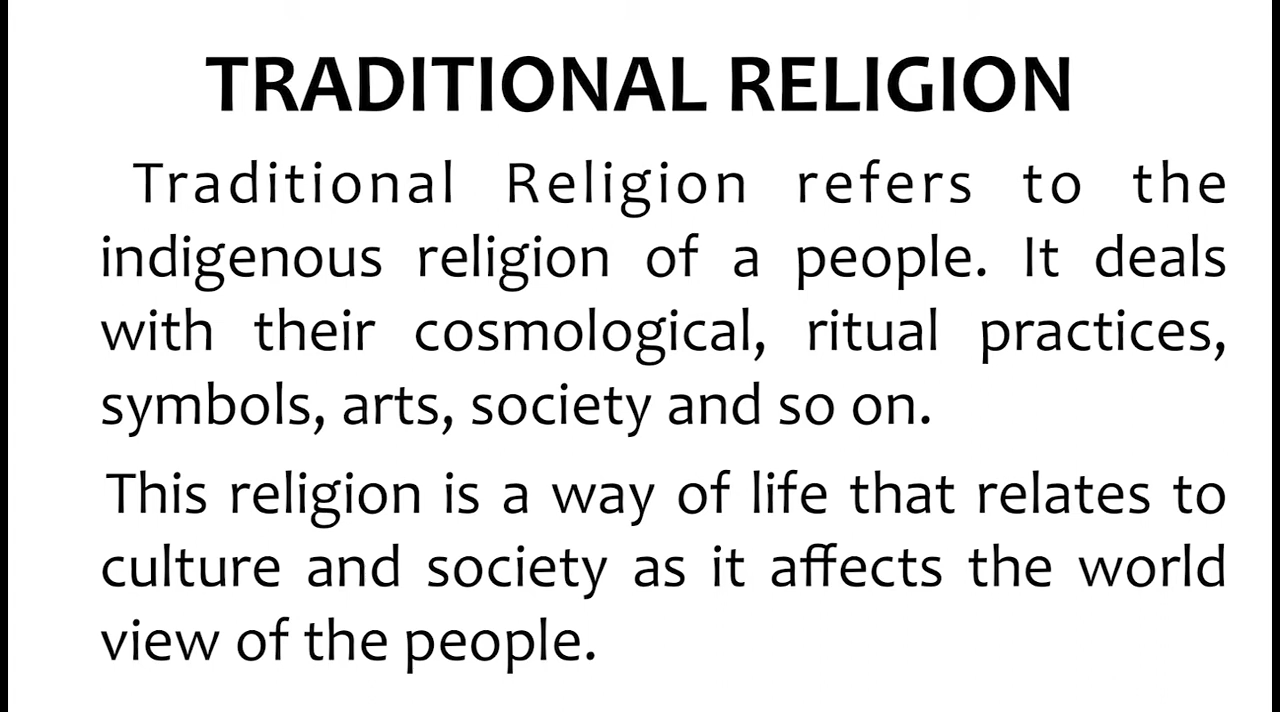 TRADITIONAL RELIGION
Traditional Religion refers to the
indigenous religion of a people. It deals
with their cosmological, ritual practices,
symbols, arts, society and so on.
This religion is a way of life that relates to
culture and society as it affects the world
view of the people.